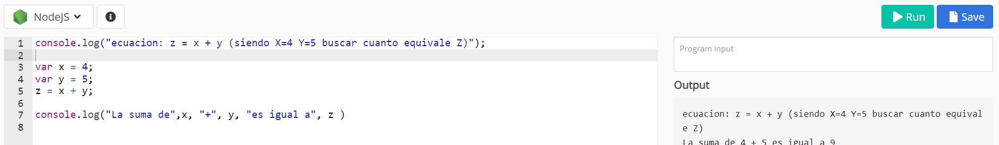 NodeJS
Run
Save
1 console.log("ecuacion: z = x + y (siendo X=4 Y=5 buscar cuanto equivale Z)");
2
3 var x = 4;
4 var y = 5;
5 z = x + y;
6
7 console.log("La suma de",x, "+", y, "es igual a", z )
8
Program input
Output
ecuacion: z = x + y (siendo X=4 Y=5 buscar cuanto equival
e Z)
La suma de 4 + 5 es igual a 9